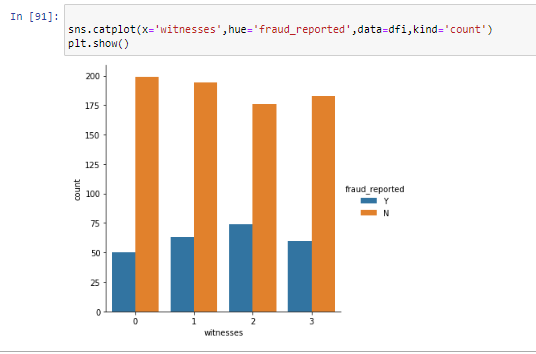 In [91]:
sns.catplot(x='witnesses',hue='fraud_reported',data=dfi,kind='count')
plt.show()
200
175
150
125
100
75
50
25
0
count
0 1 2 3
witnesses
fraud_reported
Y
N